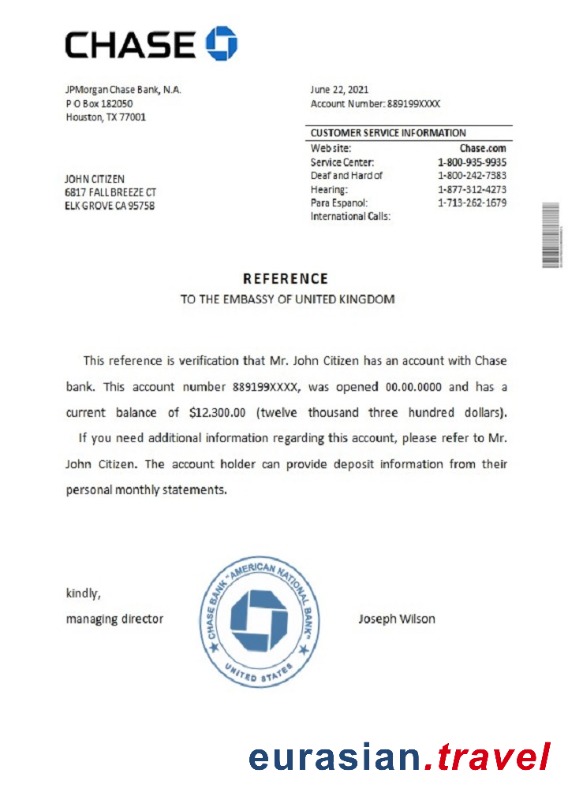 CHASE
JPMorgan Chase Bank, N.A.
P O Box 182050
Houston, TX 77001
June 22, 2021
Account Number: 889199XXXX
CUSTOMER SERVICE INFORMATION
Web site: Chase.com
Service Center: 1-800-935-9935
Deaf and Hard of 1-800-242-7383
Hearing: 1-877-312-4273
Para Espanol: 1-713-262-1679
International Calls:
JOHN CITIZEN
6817 FALLBREEZE CT
ELK GROVE CA 95758
REFERENCE
TO THE EMBASSY OF UNITED KINGDOM
This reference is verification that Mr. John Citizen has an account with Chase
bank. This account number 889199XXXX, was opened 00.00.0000 and has a
current balance of $12.300.00 (twelve thousand three hundred dollars).
If you need additional information regarding this account, please refer to Mr.
John Citizen. The account holder can provide deposit information from their
personal monthly statements.
kindly,
managing director
CHASE BANK "AMERICAN NATIONAL BANK"
UNITED STATES
Joseph Wilson
eurasian.travel